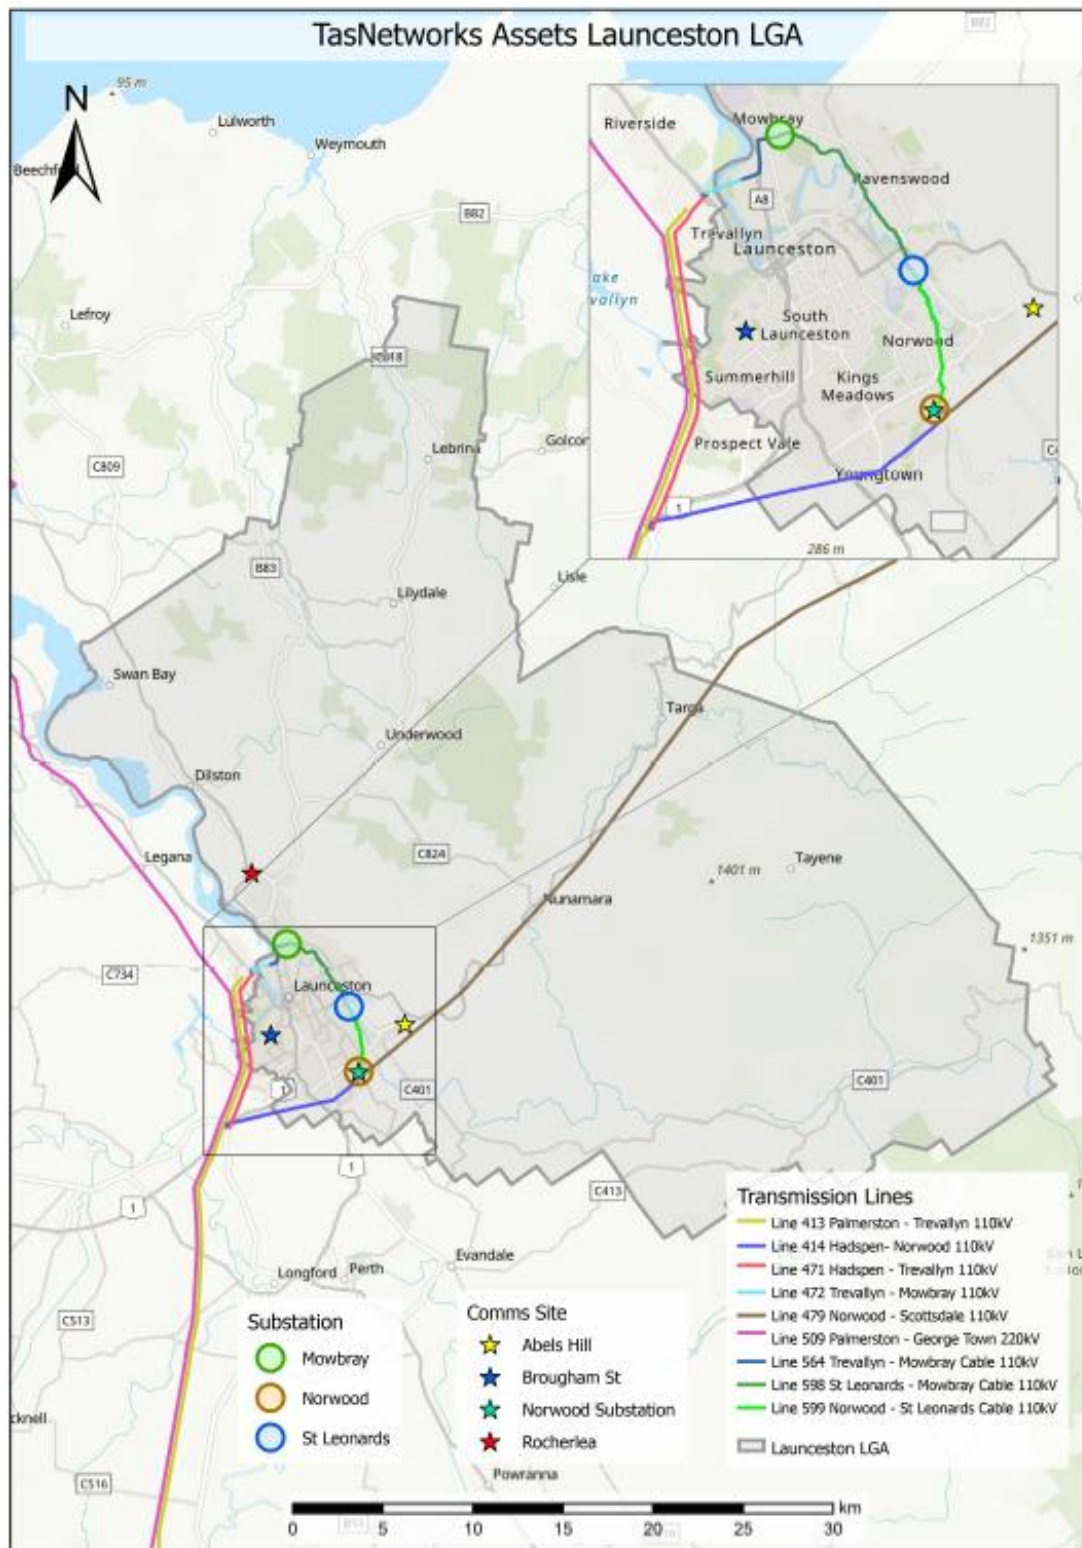 TasNetworks Assets Launceston LGA
B82
95 m
N
Lulworth
Weymouth
B82
Lefroy
Lebrina
C809
B83
Lilydale
Lisle
Swan Bay
Targa
Underwood
Dilston
Legana
C824
Tayene
1401 m
Nunamara
1351 m
C734
Launceston
1
C401
C401
1
1
C413
Evandale
Longford
Perth
C513
C516
Powranna
Riverside
Mowbray
Ravenswood
A8
Trevallyn
Launceston
South
Launceston
Norwood
Summerhill
Kings
Meadows
Prospect Vale
Youngtown
1
286 m
Substation
Mowbray
Norwood
St Leonards
Comms Site
Abels Hill
Brougham St
Norwood Substation
Rocherlea
Transmission Lines
Line 413 Palmerston - Trevallyn 110kV
Line 414 Hadspen- Norwood 110kV
Line 471 Hadspen - Trevallyn 110kV
Line 472 Trevallyn - Mowbray 110kV
Line 479 Norwood - Scottsdale 110kV
Line 509 Palmerston - George Town 220kV
Line 564 Trevallyn - Mowbray Cable 110kV
Line 598 St Leonards - Mowbray Cable 110kV
Line 599 Norwood - St Leonards Cable 110kV
Launceston LGA
0 5 10 15 20 25 30 km